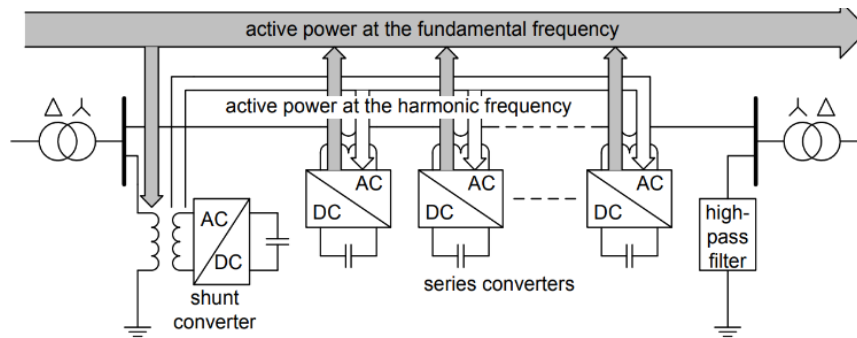 active power at the fundamental frequency
active power at the harmonic frequency
Δ
Δ
AC
DC
AC
DC
AC
DC
AC
DC
high-
pass
filter
shunt
converter
series converters